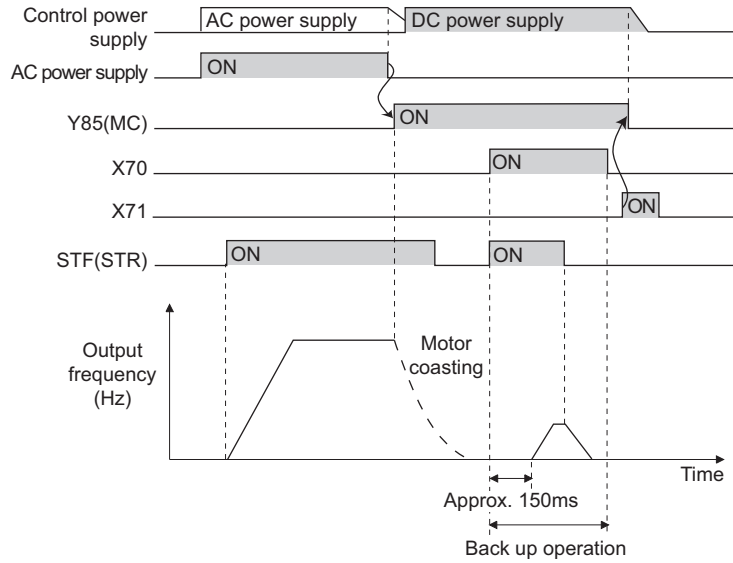 Control power
supply
AC power supply
DC power supply
AC power supply
ON
Y85(MC)
ON
X70
ON
X71
ON
STF(STR)
ON
ON
Output
frequency
(Hz)
Motor
coasting
Time
Approx. 150ms
Back up operation